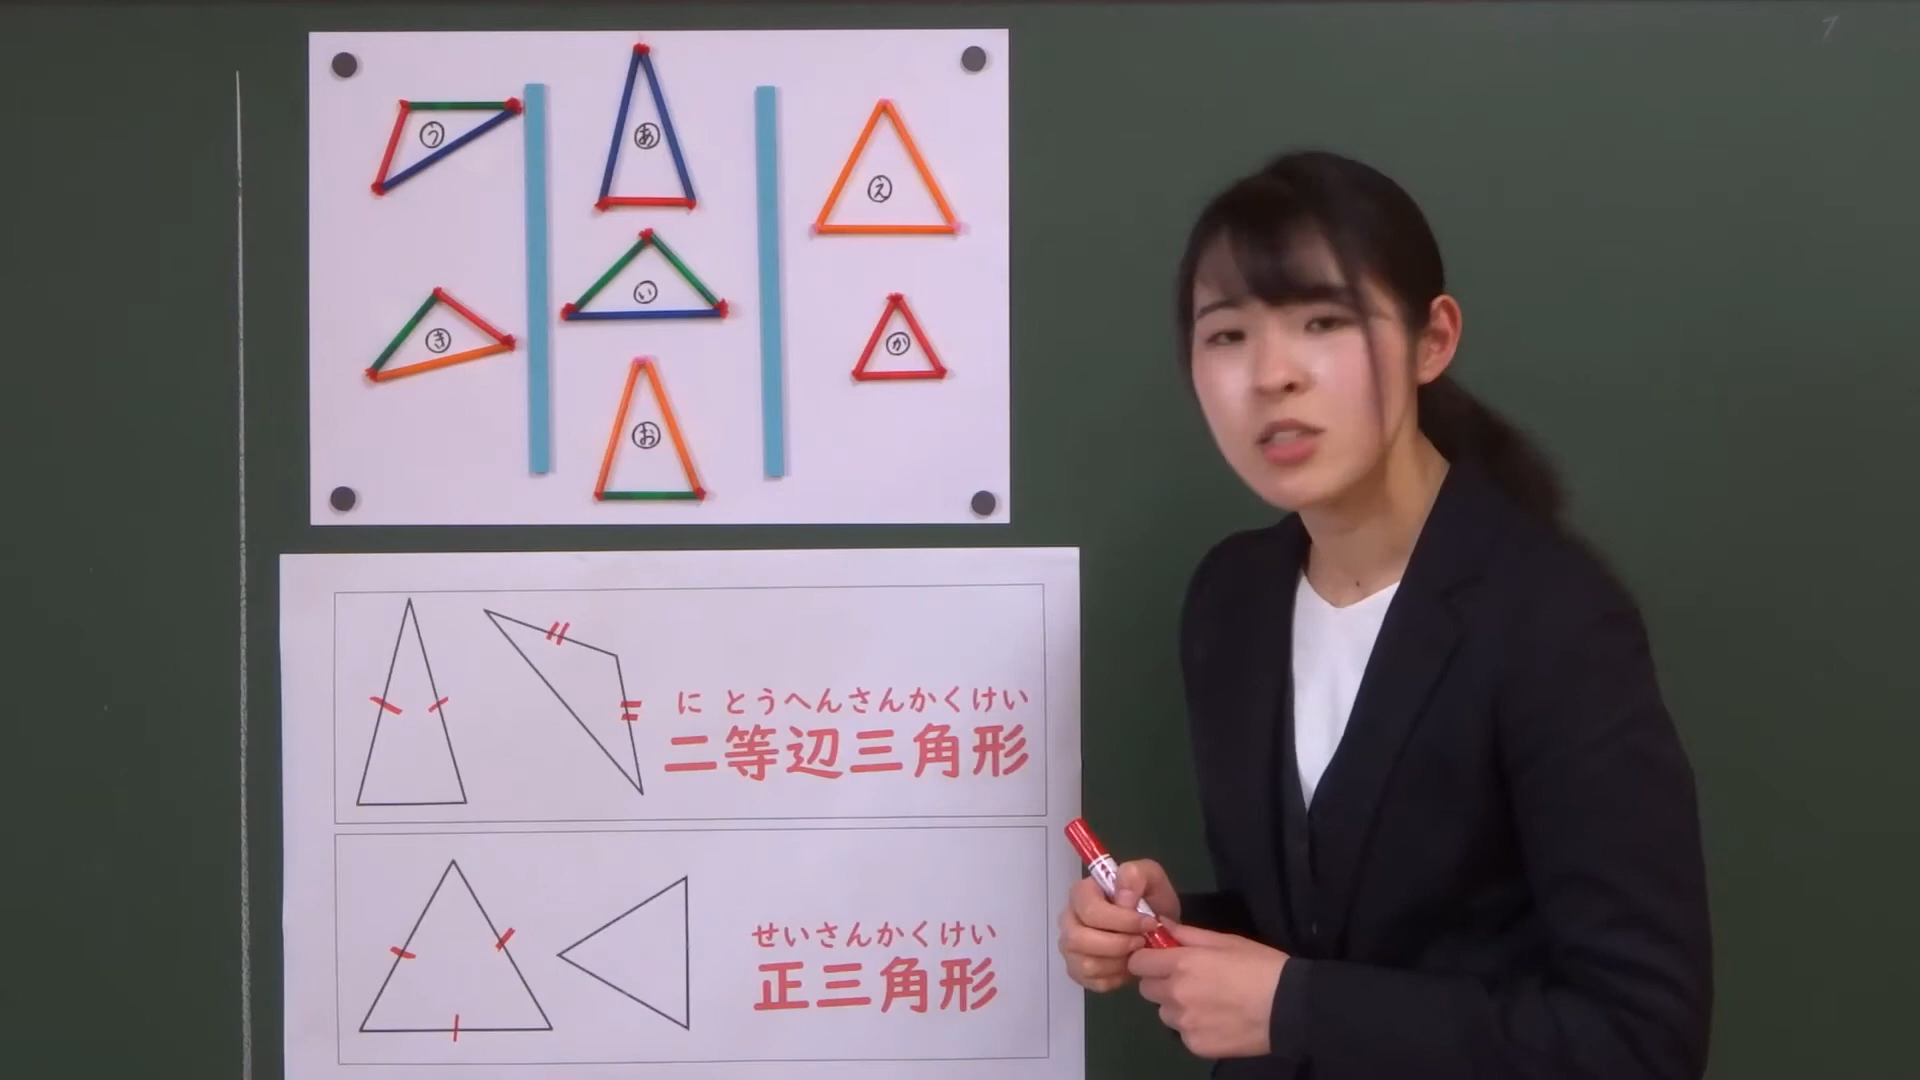 う
あ
え
い
き
か
お
に とうへんさんかくけい
二等辺三角形
せいさんかくけい
正三角形